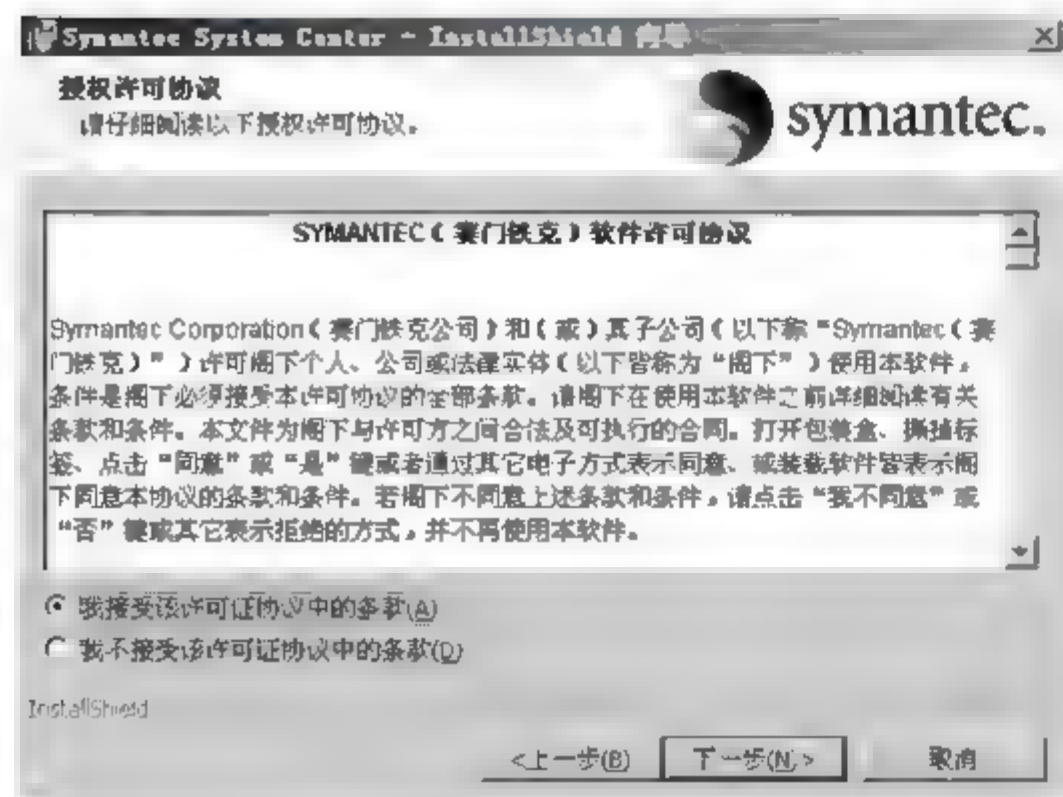 Symantec System Center - InstallShield 向导
授权许可协议
请仔细阅读以下授权许可协议。
symantec.
SYMANTEC(赛门铁克)软件许可协议
Symantec Corporation(赛门铁克公司)和(或)其子公司(以下称“Symantec(赛
门铁克)”)许可阁下个人、公司或法律实体(以下皆称为“阁下”)使用本软件,
条件是阁下必须接受本许可协议的全部条款。请阁下在使用本软件之前详细阅读有关
条款和条件。本文件为阁下与许可方之间合法及可执行的合同。打开包装盒、撕掉标
签、点击“同意”或“是”键或者通过其它电子方式表示同意、或装载软件皆表示阁
下同意本协议的条款和条件。若阁下不同意上述条款和条件,请点击“我不同意”或
“否”键或其它表示拒绝的方式,并不再使用本软件。
我接受该许可证协议中的条款(A)
我不接受该许可证协议中的条款(D)
InstallShield
<上一步(B)
下一步(N)>
取消